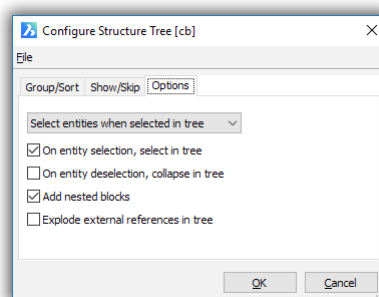 Configure Structure Tree [cb]
File
Group/Sort Show/Skip Options
Select entities when selected in tree
On entity selection, select in tree
On entity deselection, collapse in tree
Add nested blocks
Explode external references in tree
OK Cancel